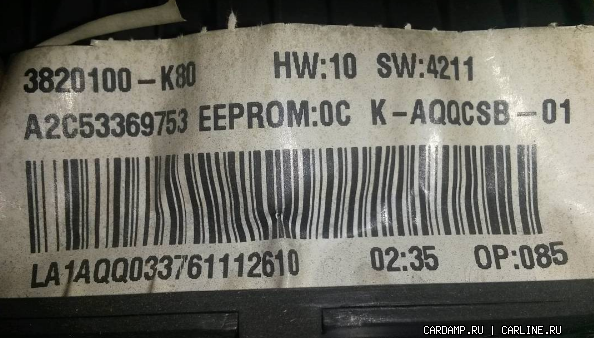 3820100-K80 HW:10 SW:4211
A2C53369753 EEPROM:0C K-AQQCSB-01
LA1AQQ033761112610 02:35 OP:085
CARDAMP.RU | CARLINE.RU